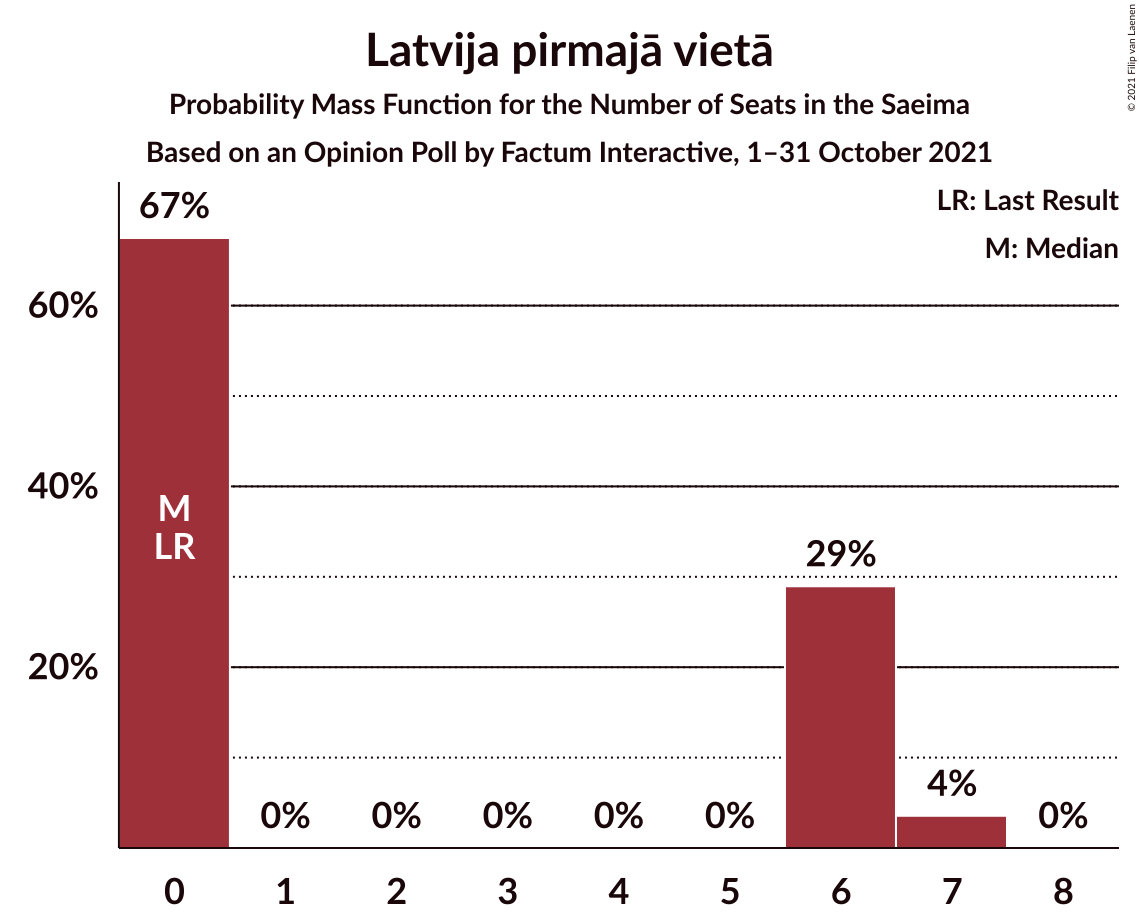 Latvija pirmajā vietā
Probability Mass Function for the Number of Seats in the Saeima
Based on an Opinion Poll by Factum Interactive, 1–31 October 2021
© 2021 Filip van Laenen
LR: Last Result
M: Median
67%
60%
40%
20%
M
LR
0%
0%
0%
0%
0%
29%
4%
0%
0
1
2
3
4
5
6
7
8